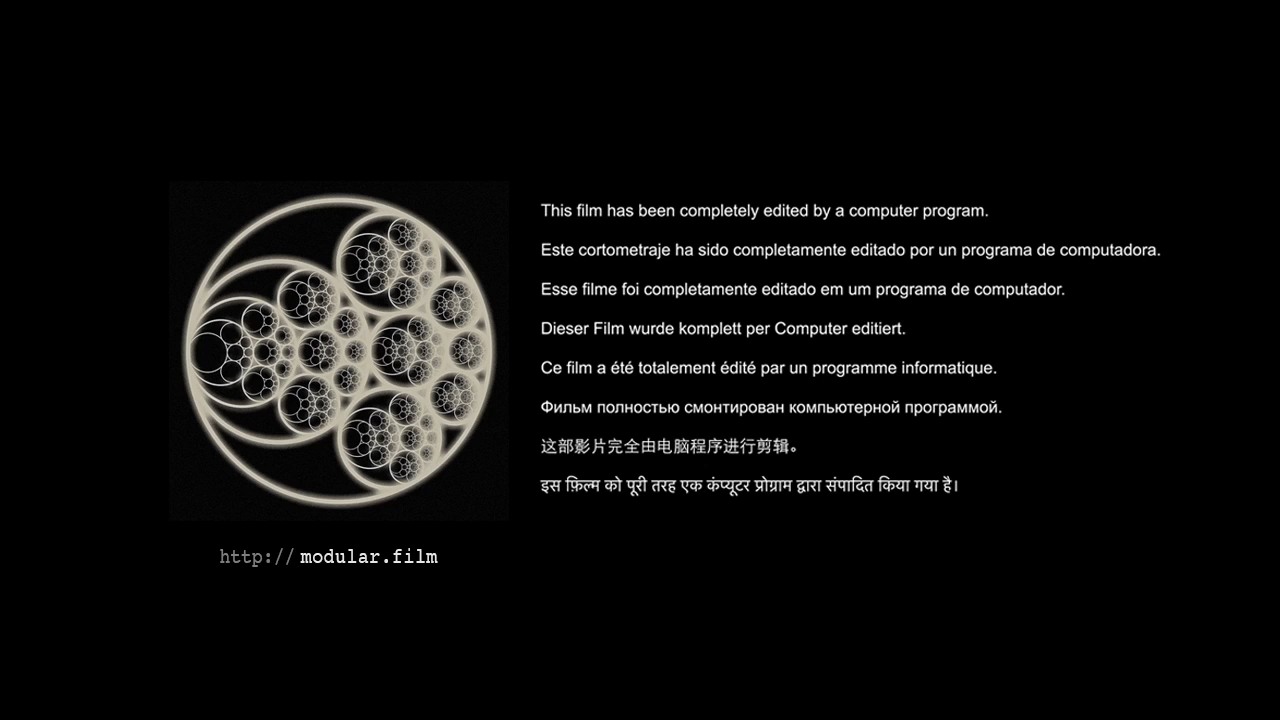 This film has been completely edited by a computer program.
Este cortometraje ha sido completamente editado por un programa de computadora.
Esse filme foi completamente editado em um programa de computador.
Dieser Film wurde komplett per Computer editiert.
Ce film a été totalement édité par un programme informatique.
Фильм полностью смонтирован компьютерной программой.
这部影片完全由电脑程序进行剪辑。
इस फ़िल्म को पूरी तरह एक कंप्यूटर प्रोग्राम द्वारा संपादित किया गया है।
http:// modular.film